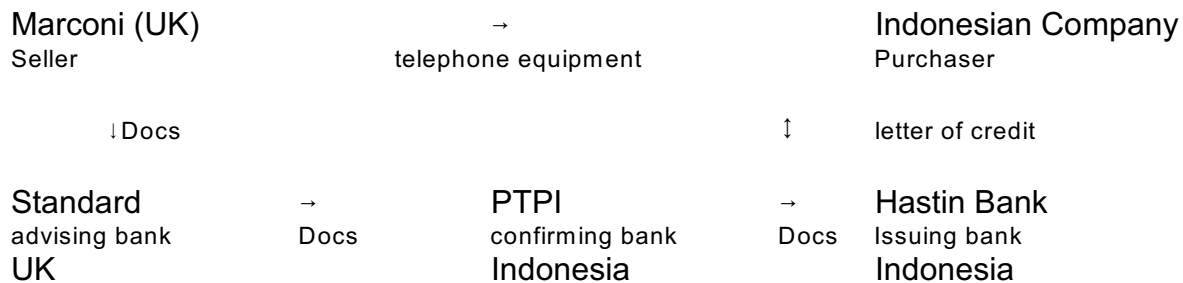 Marconi (UK) → Indonesian Company
Seller telephone equipment Purchaser
↓Docs ↕ letter of credit
Standard → PTPI → Hastin Bank
advising bank Docs confirming bank Docs Issuing bank
UK Indonesia Indonesia